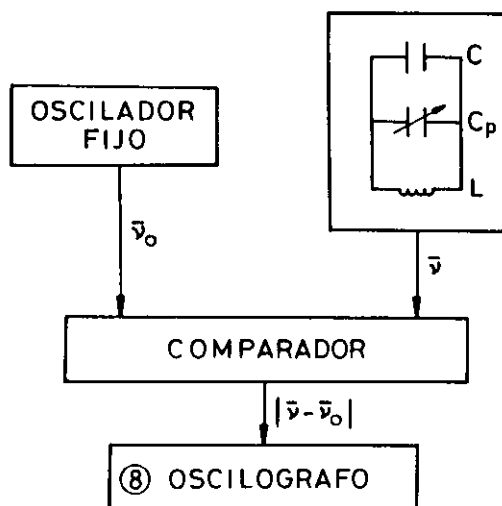 OSCILADOR
FIJO
C
Cp
L
ν̄o
ν̄
COMPARADOR
|ν̄-ν̄o|
⑧ OSCILOGRAFO